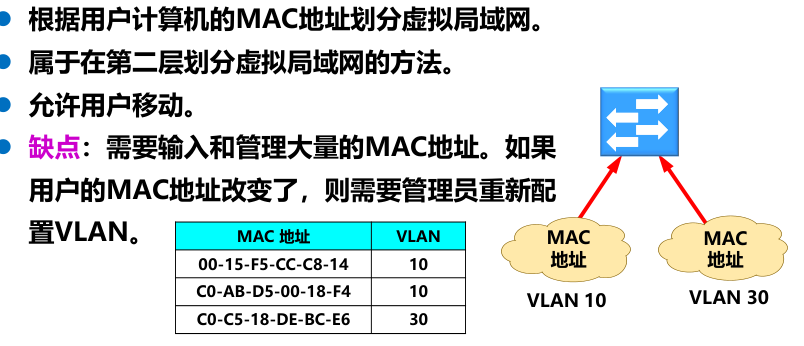 根据用户计算机的MAC地址划分虚拟局域网。
属于在第二层划分虚拟局域网的方法。
允许用户移动。
缺点：需要输入和管理大量的MAC地址。如果
用户的MAC地址改变了，则需要管理员重新配
置VLAN。
MAC 地址 VLAN
00-15-F5-CC-C8-14 10
C0-AB-D5-00-18-F4 10
C0-C5-18-DE-BC-E6 30
MAC
地址
VLAN 10
MAC
地址
VLAN 30